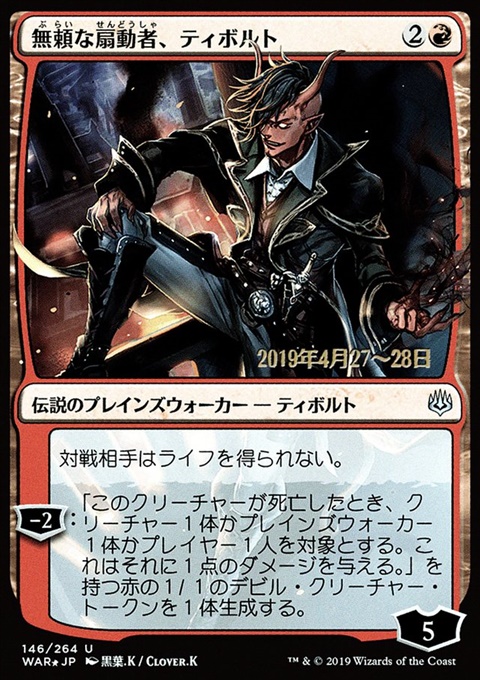 ぶらい せんどうしゃ
無頼な扇動者、ティボルト 2
2019年4月27~28日
伝説のプレインズウォーカー — ティボルト
対戦相手はライフを得られない。
-2 : 「このクリーチャーが死亡したとき、ク
リーチャー1体かプレインズウォーカー
1体かプレイヤー1人を対象とする。こ
れはそれに1点のダメージを与える。」を
持つ赤の1/1のデビル・クリーチャー・
トークンを1体生成する。
5
146/264 U
WAR★JP 黒葉.K / CLOVER.K
™ & © 2019 Wizards of the Coast